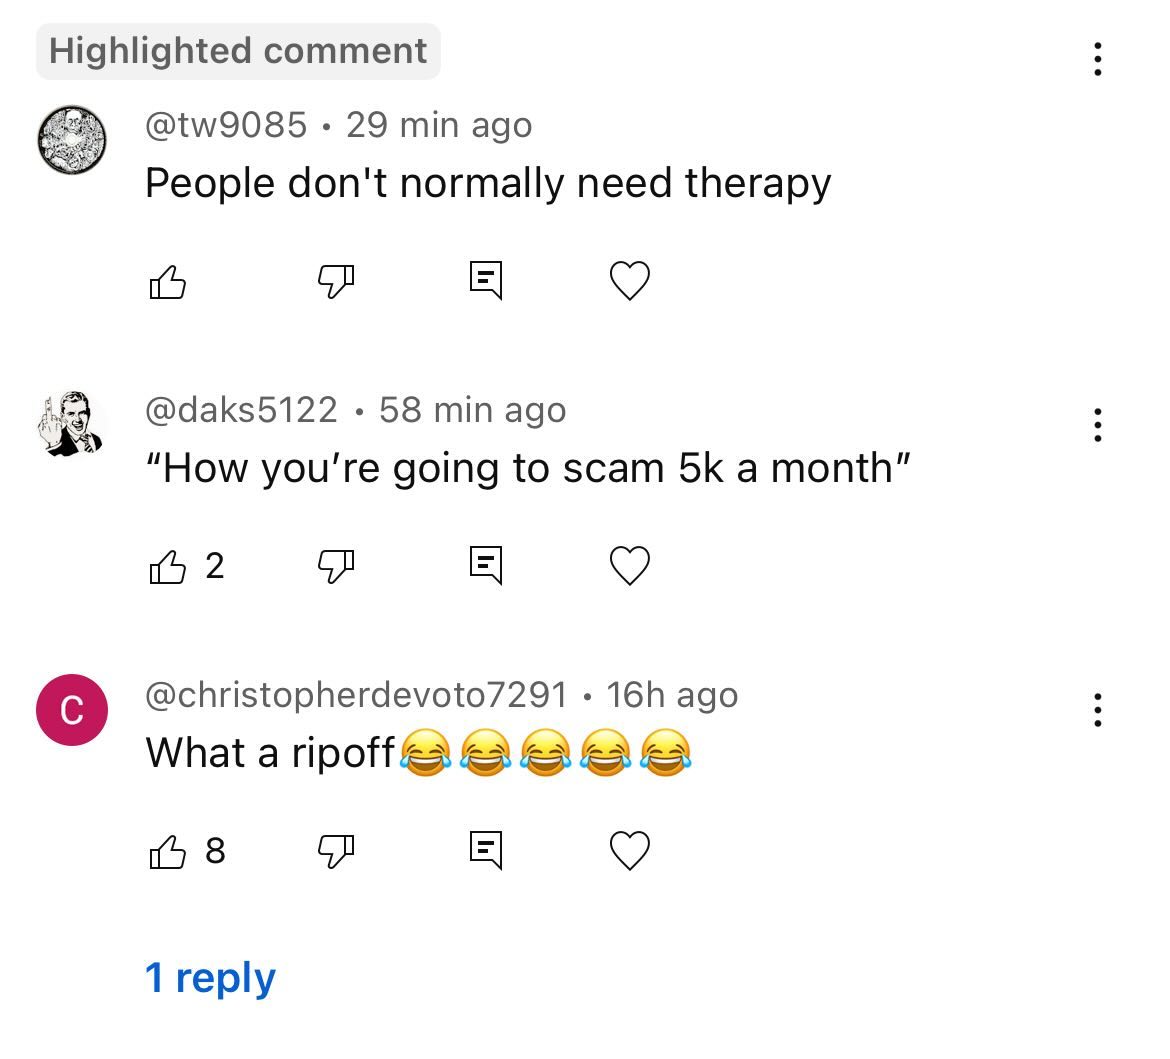 Highlighted comment
@tw9085 • 29 min ago
People don't normally need therapy
@daks5122 • 58 min ago
“How you’re going to scam 5k a month”
2
C
@christopherdevoto7291 • 16h ago
What a ripoff😂😂😂😂😂
8
1 reply